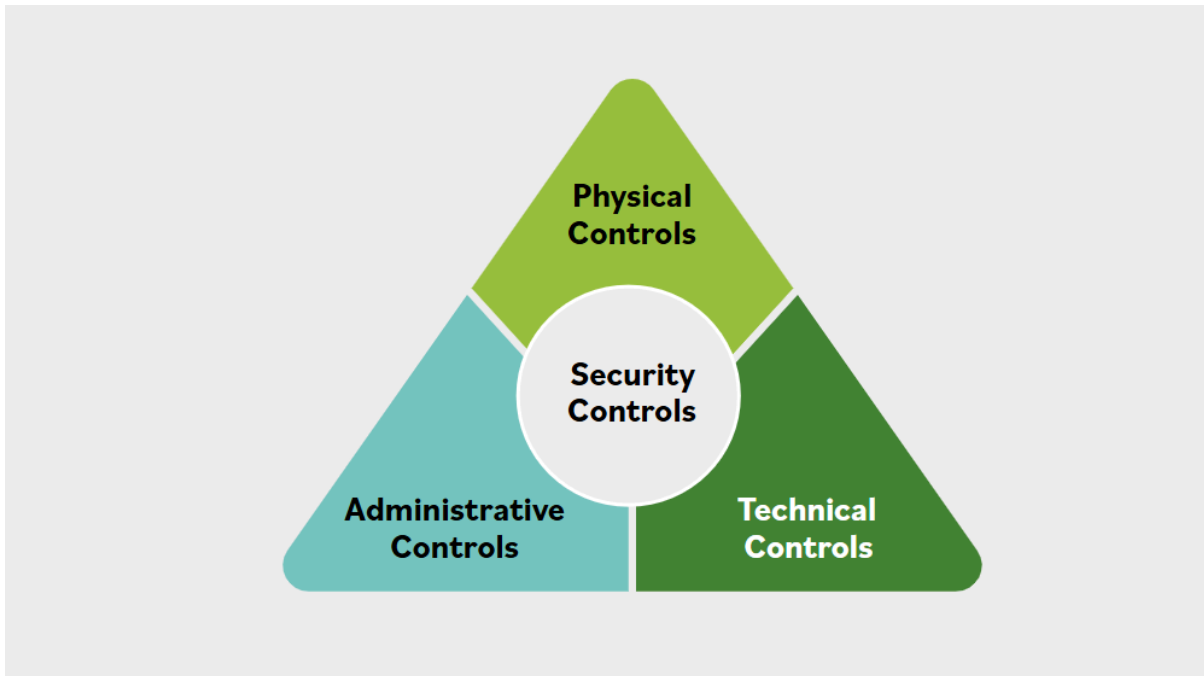 Physical
Controls
Security
Controls
Administrative
Controls
Technical
Controls